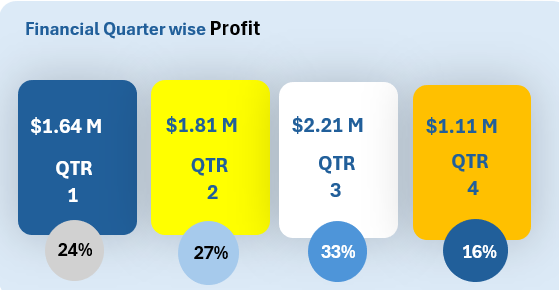 Financial Quarter wise Profit
$1.64 M
QTR
1
24%
$1.81 M
QTR
2
27%
$2.21 M
QTR
3
33%
$1.11 M
QTR
4
16%